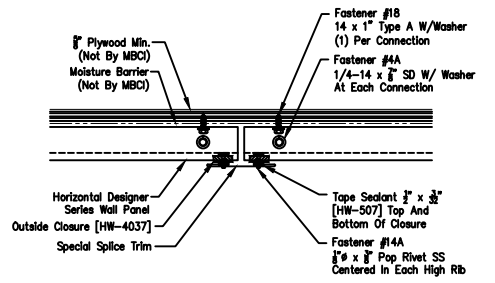 ⅝" Plywood Min.
(Not By MBCI)
Moisture Barrier
(Not By MBCI)
Fastener #18
14 x 1" Type A W/Washer
(1) Per Connection
Fastener #4A
1/4-14 x ⅞" SD W/ Washer
At Each Connection
Horizontal Designer
Series Wall Panel
Outside Closure [HW-4037]
Special Splice Trim
Tape Sealant ½" x 3/32"
[HW-507] Top And
Bottom Of Closure
Fastener #14A
⅛"ø x ⅜" Pop Rivet SS
Centered In Each High Rib